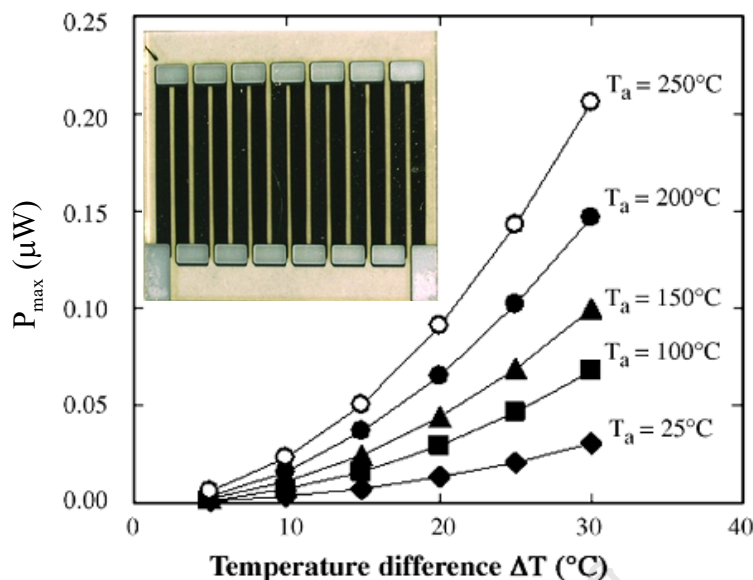 0.25
0.20
0.15
0.10
0.05
0.00
P_max (μW)
T_a = 250°C
T_a = 200°C
T_a = 150°C
T_a = 100°C
T_a = 25°C
0
10
20
30
40
Temperature difference ΔT (°C)